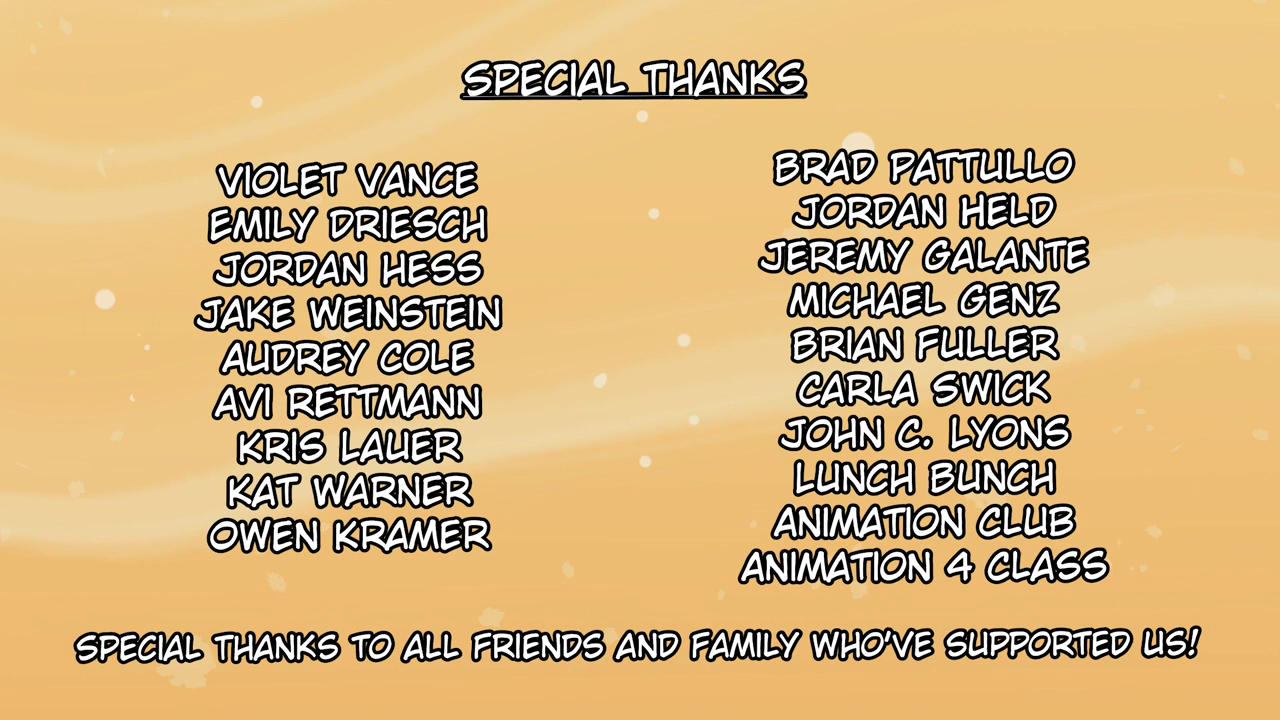 SPECIAL THANKS
VIOLET VANCE
EMILY DRIESCH
JORDAN HESS
JAKE WEINSTEIN
AUDREY COLE
AVI RETTMANN
KRIS LAUER
KAT WARNER
OWEN KRAMER
BRAD PATTULLO
JORDAN HELD
JEREMY GALANTE
MICHAEL GENZ
BRIAN FULLER
CARLA SWICK
JOHN C. LYONS
LUNCH BUNCH
ANIMATION CLUB
ANIMATION 4 CLASS
SPECIAL THANKS TO ALL FRIENDS AND FAMILY WHO'VE SUPPORTED US!